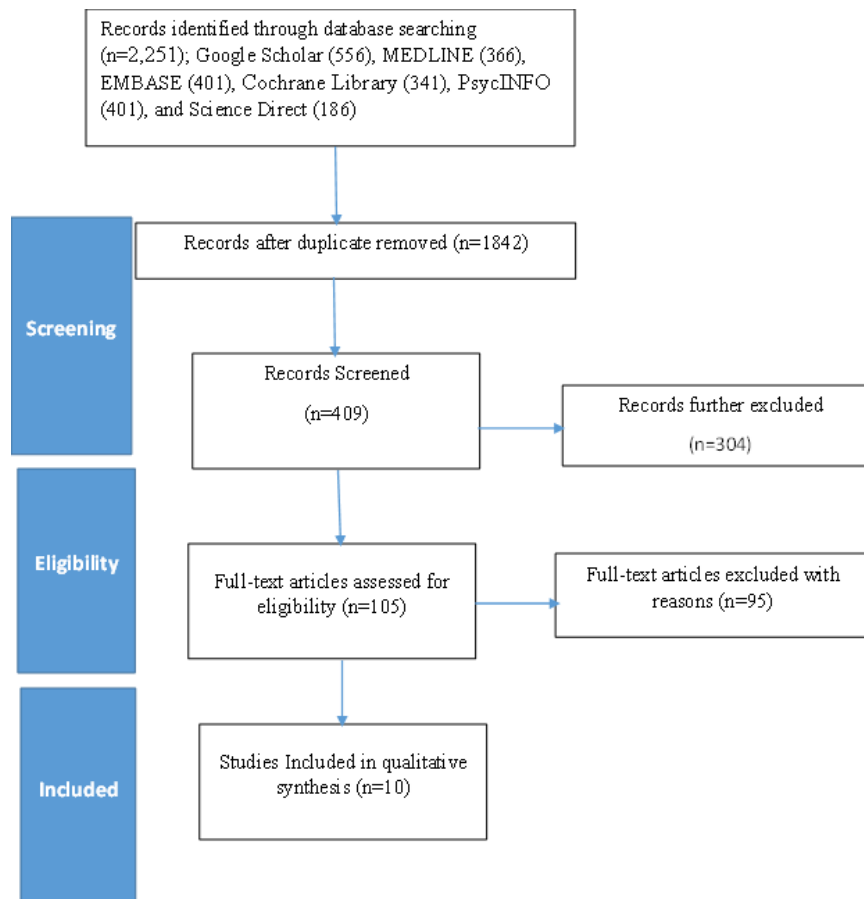 Records identified through database searching
(n=2,251); Google Scholar (556), MEDLINE (366),
EMBASE (401), Cochrane Library (341), PsycINFO
(401), and Science Direct (186)
Records after duplicate removed (n=1842)
Screening
Records Screened
(n=409)
Records further excluded
(n=304)
Eligibility
Full-text articles assessed for
eligibility (n=105)
Full-text articles excluded with
reasons (n=95)
Included
Studies Included in qualitative
synthesis (n=10)